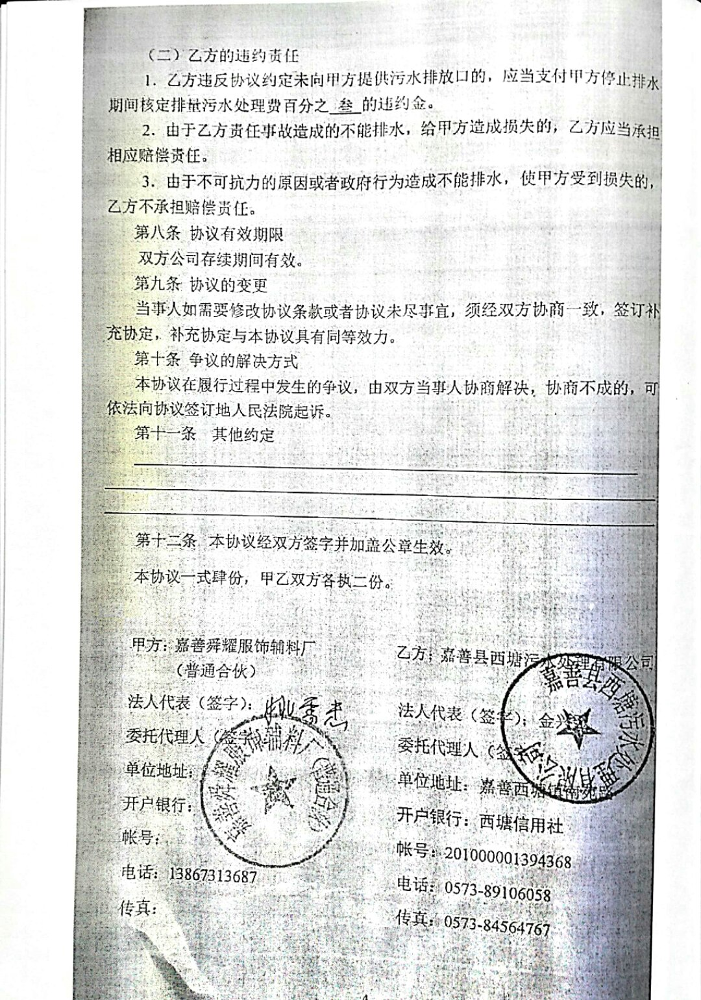 （二）乙方的违约责任
1．乙方违反协议约定未向甲方提供污水排放口的，应当支付甲方停止排水
期间核定排量污水处理费百分之 叁 的违约金。
2．由于乙方责任事故造成的不能排水，给甲方造成损失的，乙方应当承担
相应赔偿责任。
3．由于不可抗力的原因或者政府行为造成不能排水，使甲方受到损失的，
乙方不承担赔偿责任。
第八条 协议有效期限
双方公司存续期间有效。
第九条 协议的变更
当事人如需要修改协议条款或者协议未尽事宜，须经双方协商一致，签订补
充协定，补充协定与本协议具有同等效力。
第十条 争议的解决方式
本协议在履行过程中发生的争议，由双方当事人协商解决，协商不成的，可
依法向协议签订地人民法院起诉。
第十一条 其他约定
第十二条 本协议经双方签字并加盖公章生效。
本协议一式肆份，甲乙双方各执二份。
甲方：嘉善舜耀服饰辅料厂
（普通合伙）
法人代表（签字）：
委托代理人（签字
单位地址：
开户银行：
帐号：
电话：13867313687
传真：
嘉善舜耀服饰辅料厂（普通合伙）
乙方：嘉善县西塘污水处理有限公司
法人代表（签字）：金兴
委托代理人（签字
单位地址：嘉善西塘镇南苑路
开户银行：西塘信用社
帐号：201000001394368
电话：0573-89106058
传真：0573-84564767
嘉善县西塘污水处理有限公司
4